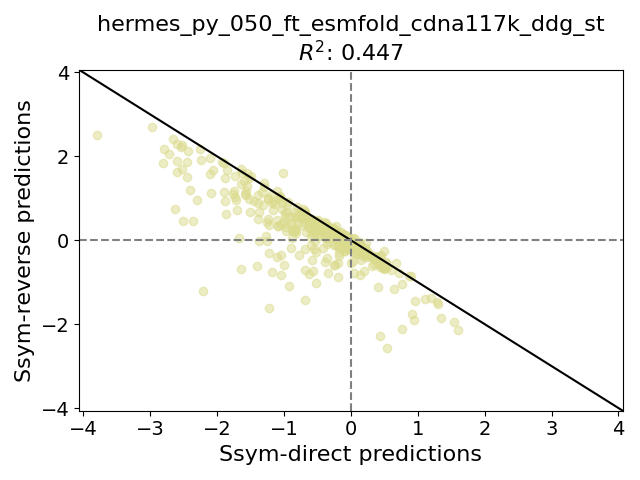 hermes_py_050_ft_esmfold_cdna117k_ddg_st
R²: 0.447
4
2
0
−2
−4
Ssym-reverse predictions
−4 −3 −2 −1 0 1 2 3 4
Ssym-direct predictions